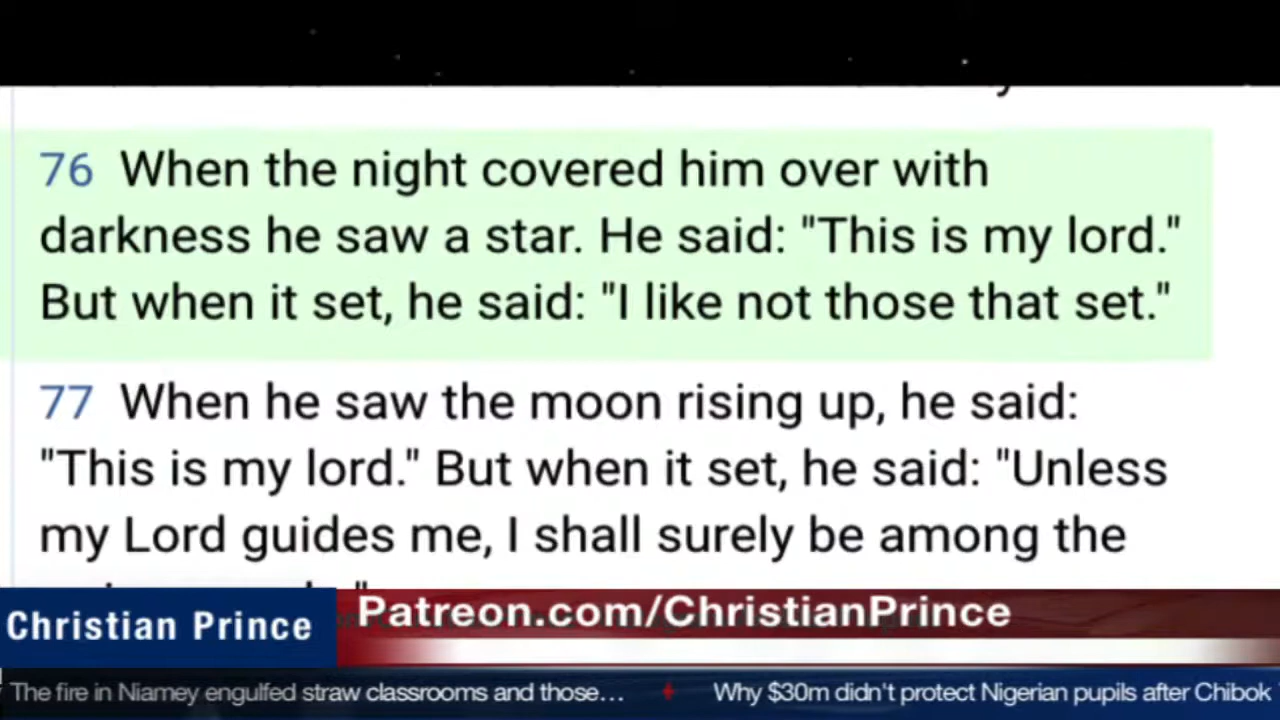 76 When the night covered him over with
darkness he saw a star. He said: "This is my lord."
But when it set, he said: "I like not those that set."
77 When he saw the moon rising up, he said:
"This is my lord." But when it set, he said: "Unless
my Lord guides me, I shall surely be among the
Christian Prince
Patreon.com/ChristianPrince
The fire in Niamey engulfed straw classrooms and those...
Why $30m didn't protect Nigerian pupils after Chibok